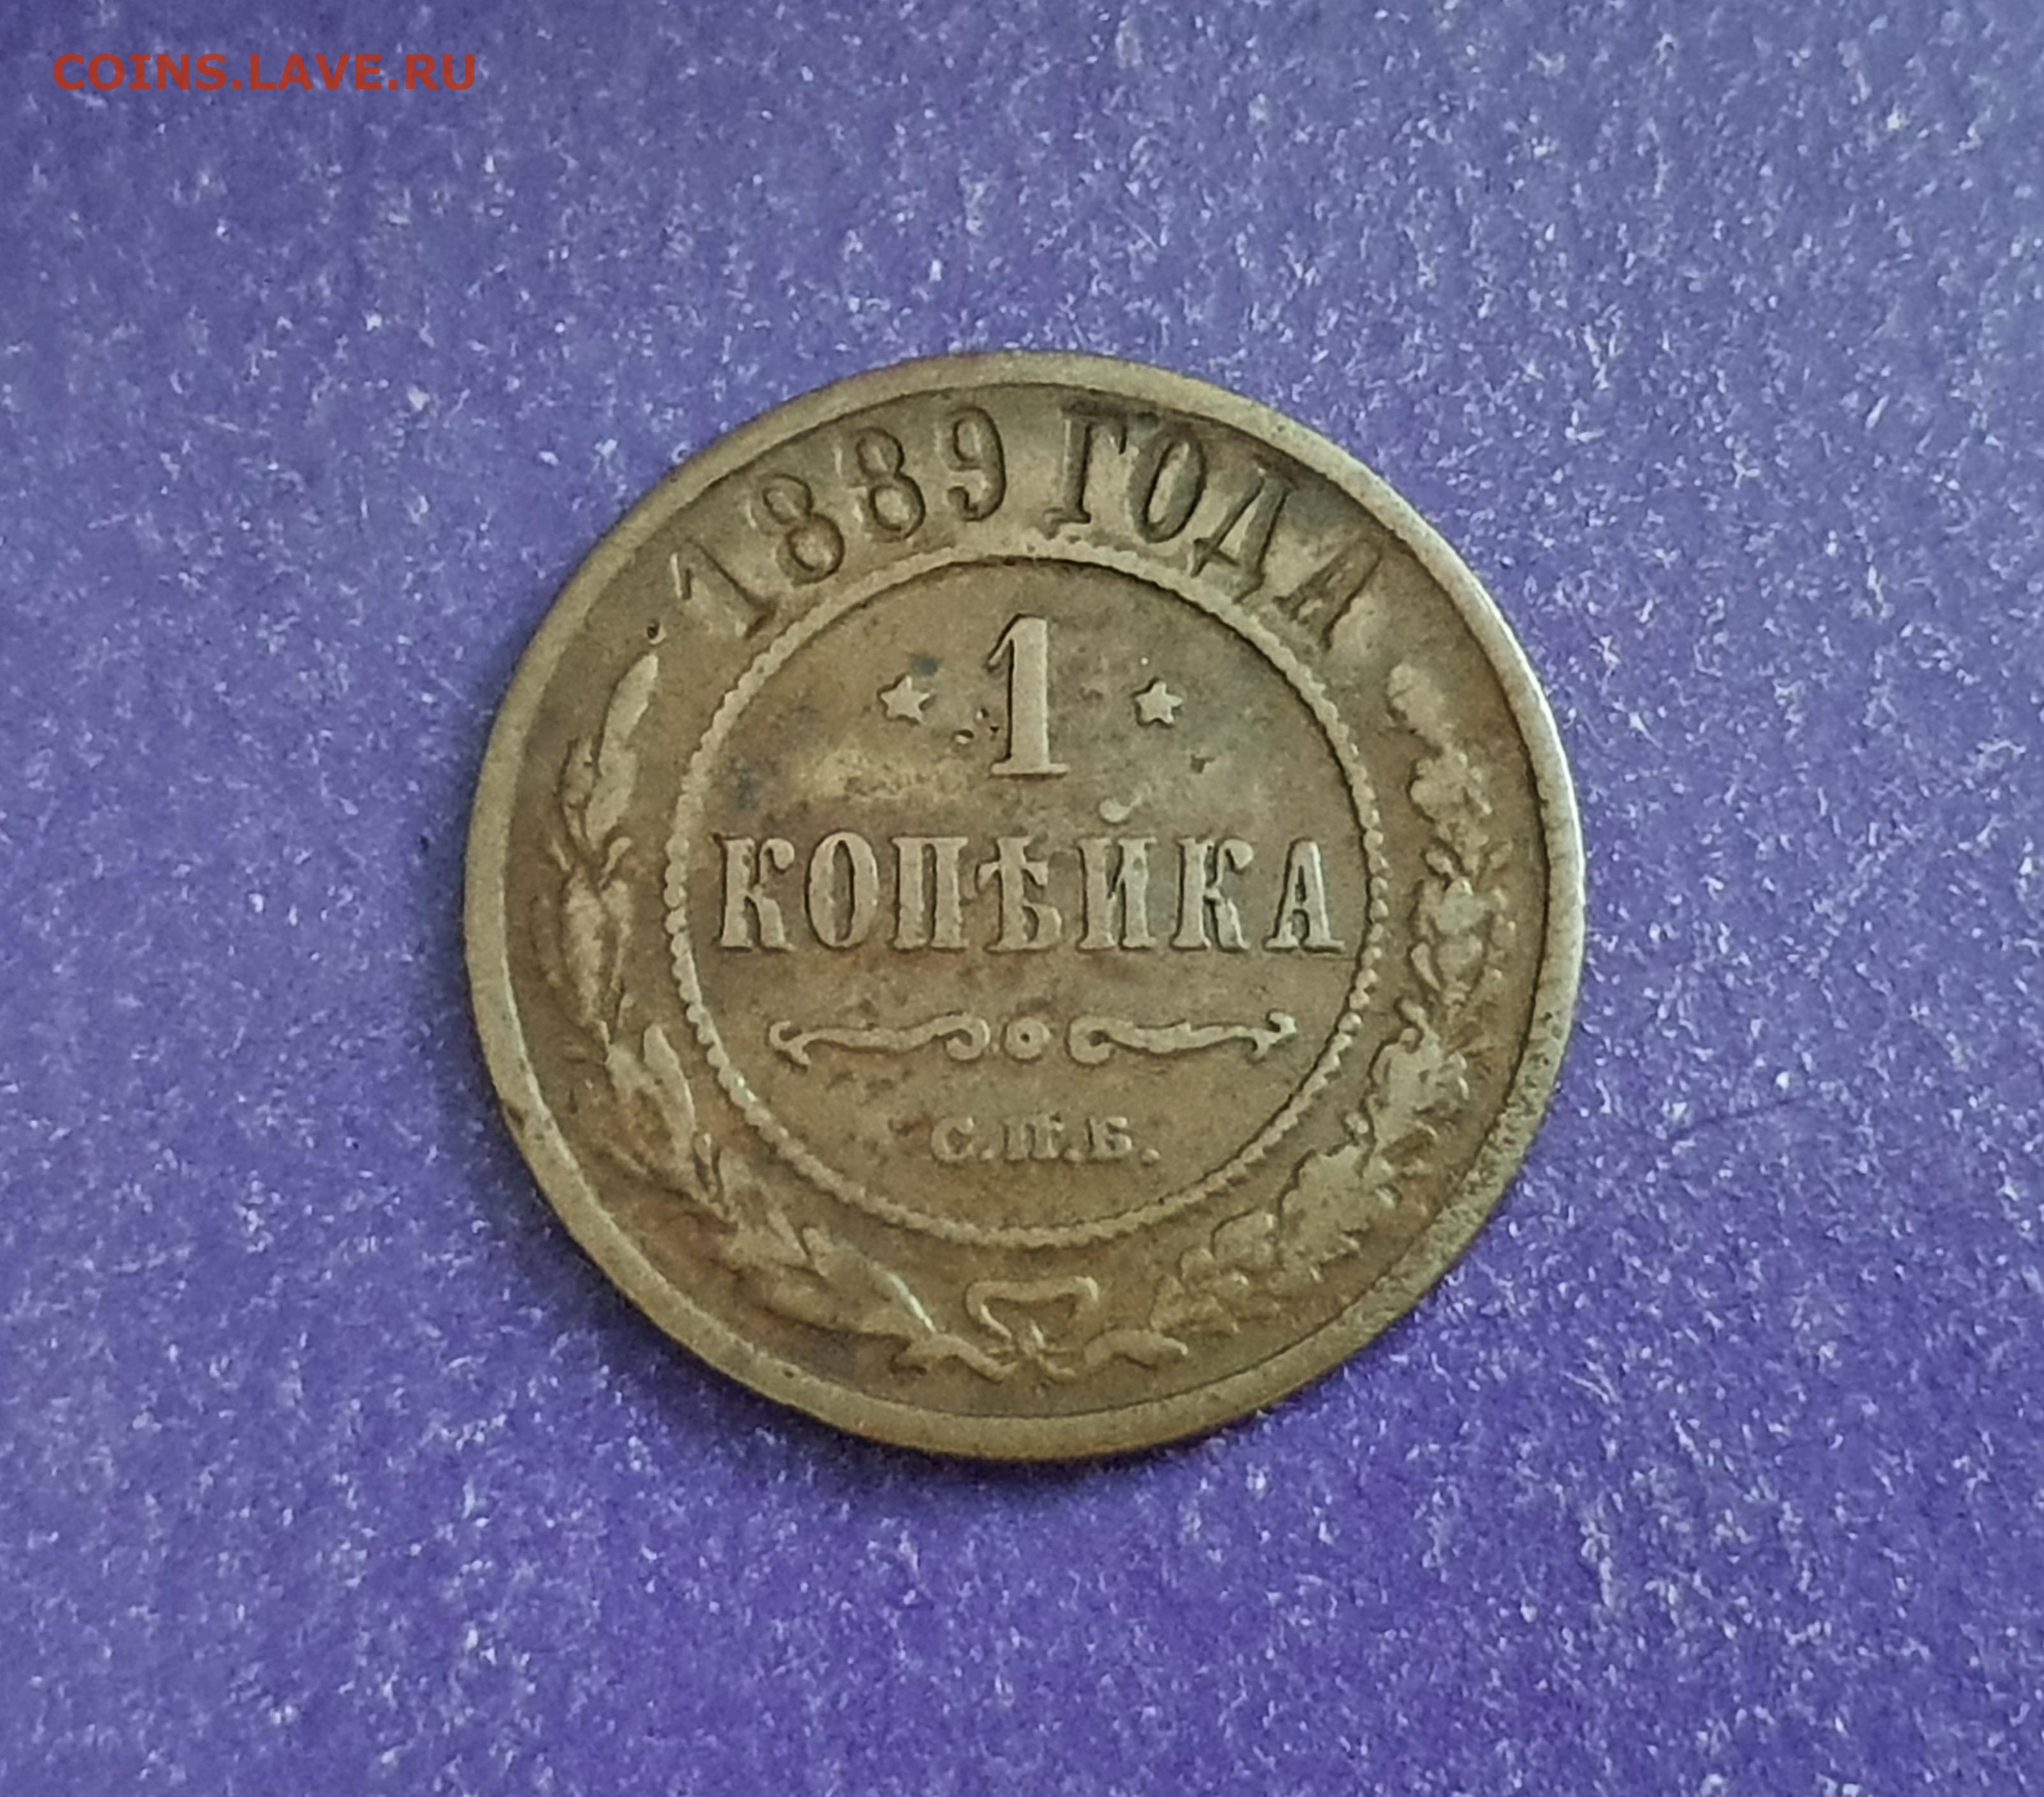 COINS.LAVE.RU
1889 ГОДА
1
КОПѢЙКА
С.П.Б.